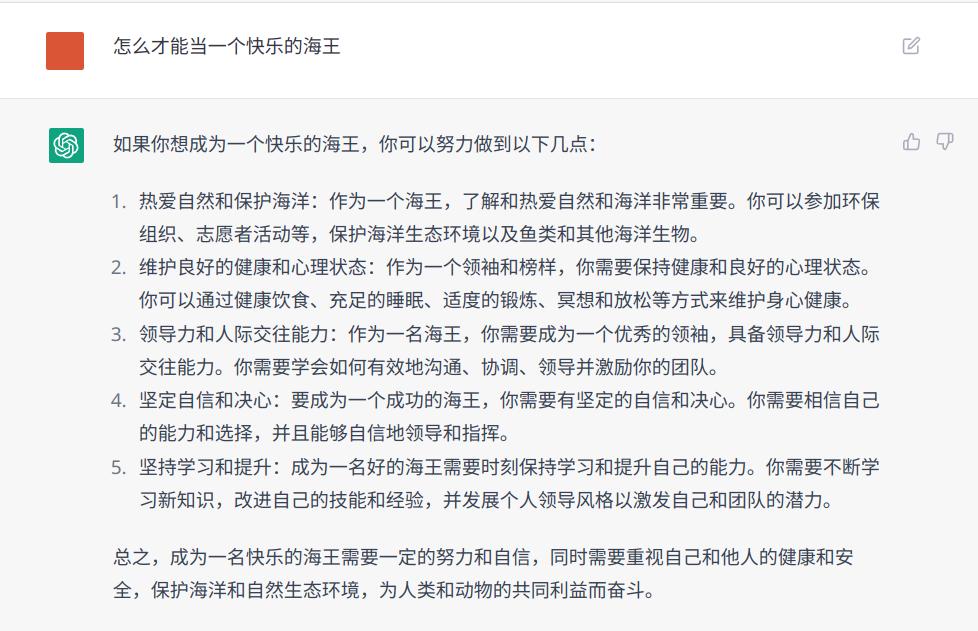 怎么才能当一个快乐的海王
如果你想成为一个快乐的海王，你可以努力做到以下几点：
1. 热爱自然和保护海洋：作为一个海王，了解和热爱自然和海洋非常重要。你可以参加环保
组织、志愿者活动等，保护海洋生态环境以及鱼类和其他海洋生物。
2. 维护良好的健康和心理状态：作为一个领袖和榜样，你需要保持健康和良好的心理状态。
你可以通过健康饮食、充足的睡眠、适度的锻炼、冥想和放松等方式来维护身心健康。
3. 领导力和人际交往能力：作为一名海王，你需要成为一个优秀的领袖，具备领导力和人际
交往能力。你需要学会如何有效地沟通、协调、领导并激励你的团队。
4. 坚定自信和决心：要成为一个成功的海王，你需要有坚定的自信和决心。你需要相信自己
的能力和选择，并且能够自信地领导和指挥。
5. 坚持学习和提升：成为一名好的海王需要时刻保持学习和提升自己的能力。你需要不断学
习新知识，改进自己的技能和经验，并发展个人领导风格以激发自己和团队的潜力。
总之，成为一名快乐的海王需要一定的努力和自信，同时需要重视自己和他人的健康和安
全，保护海洋和自然生态环境，为人类和动物的共同利益而奋斗。